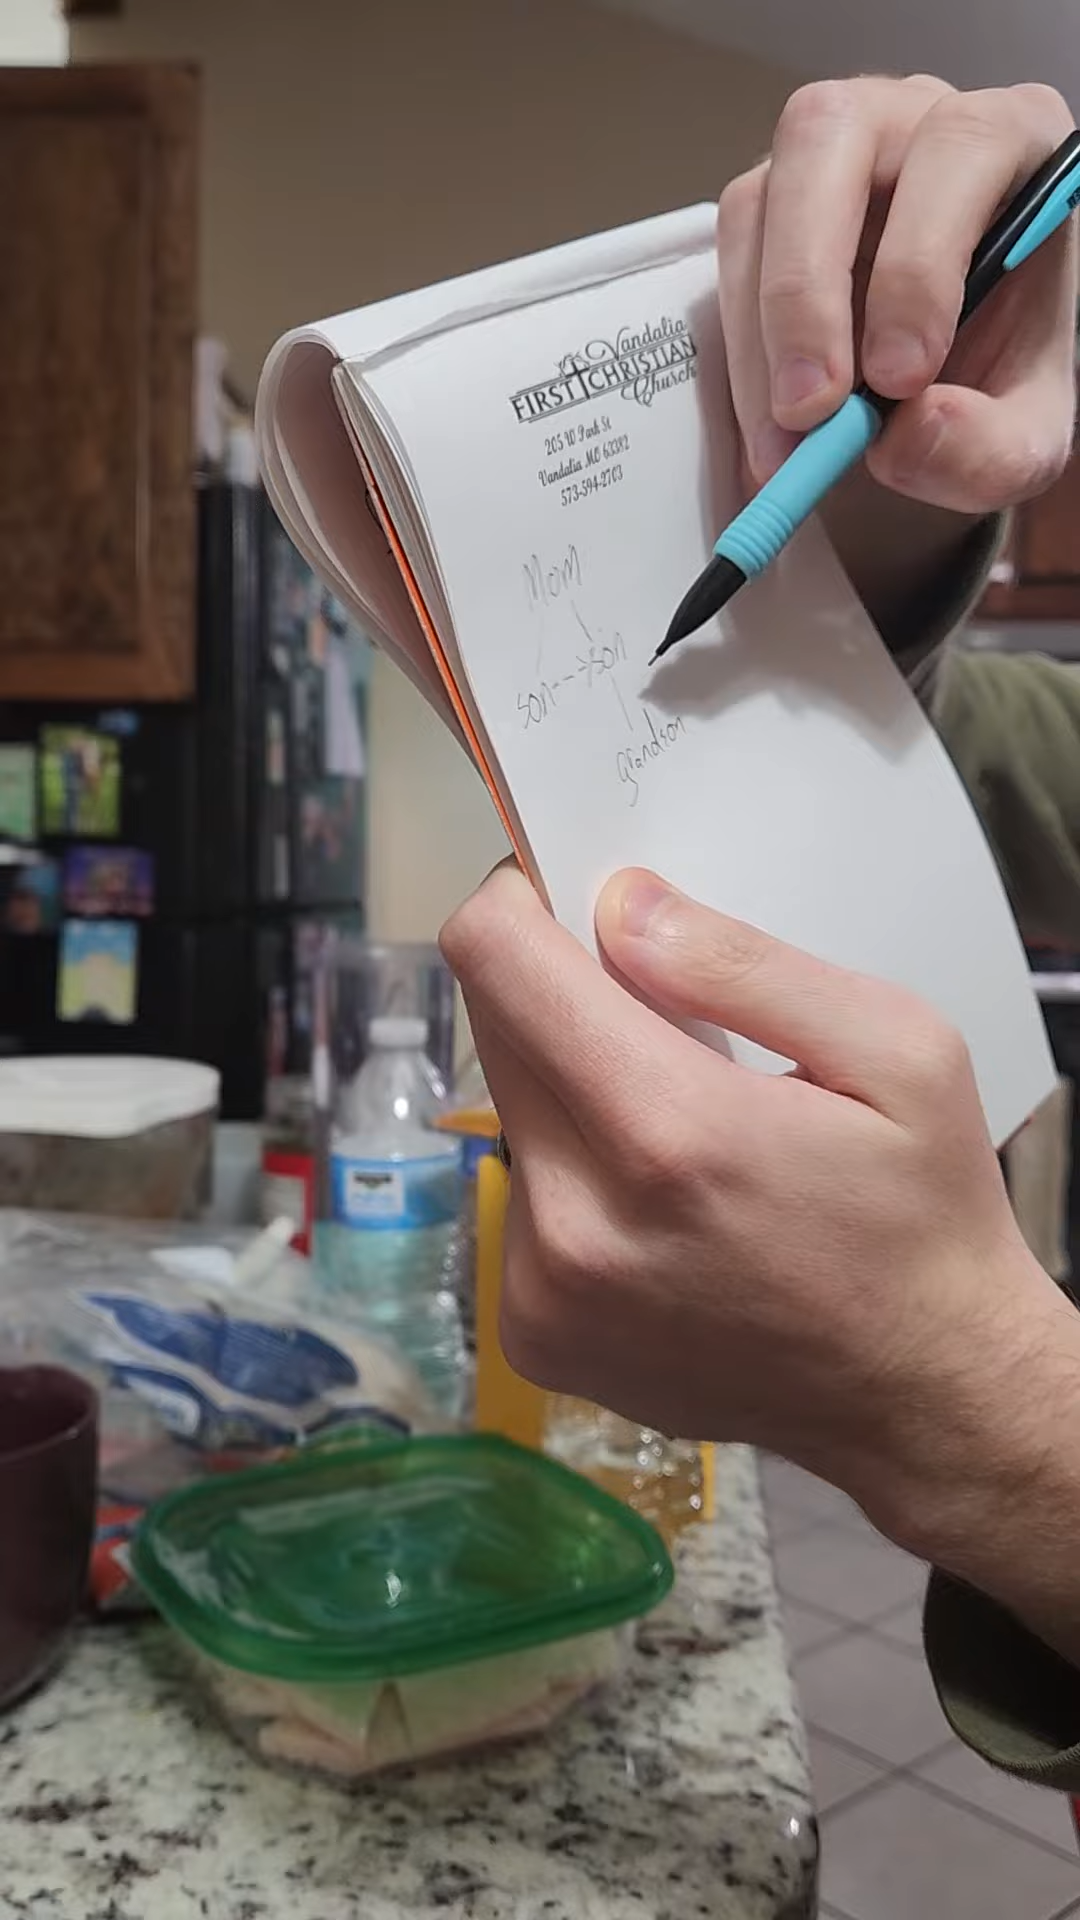 Vandalia
FIRST CHRISTIAN
Church
205 W Park St
Vandalia MO 63382
573-594-2703
Mom
son--->son
grandson